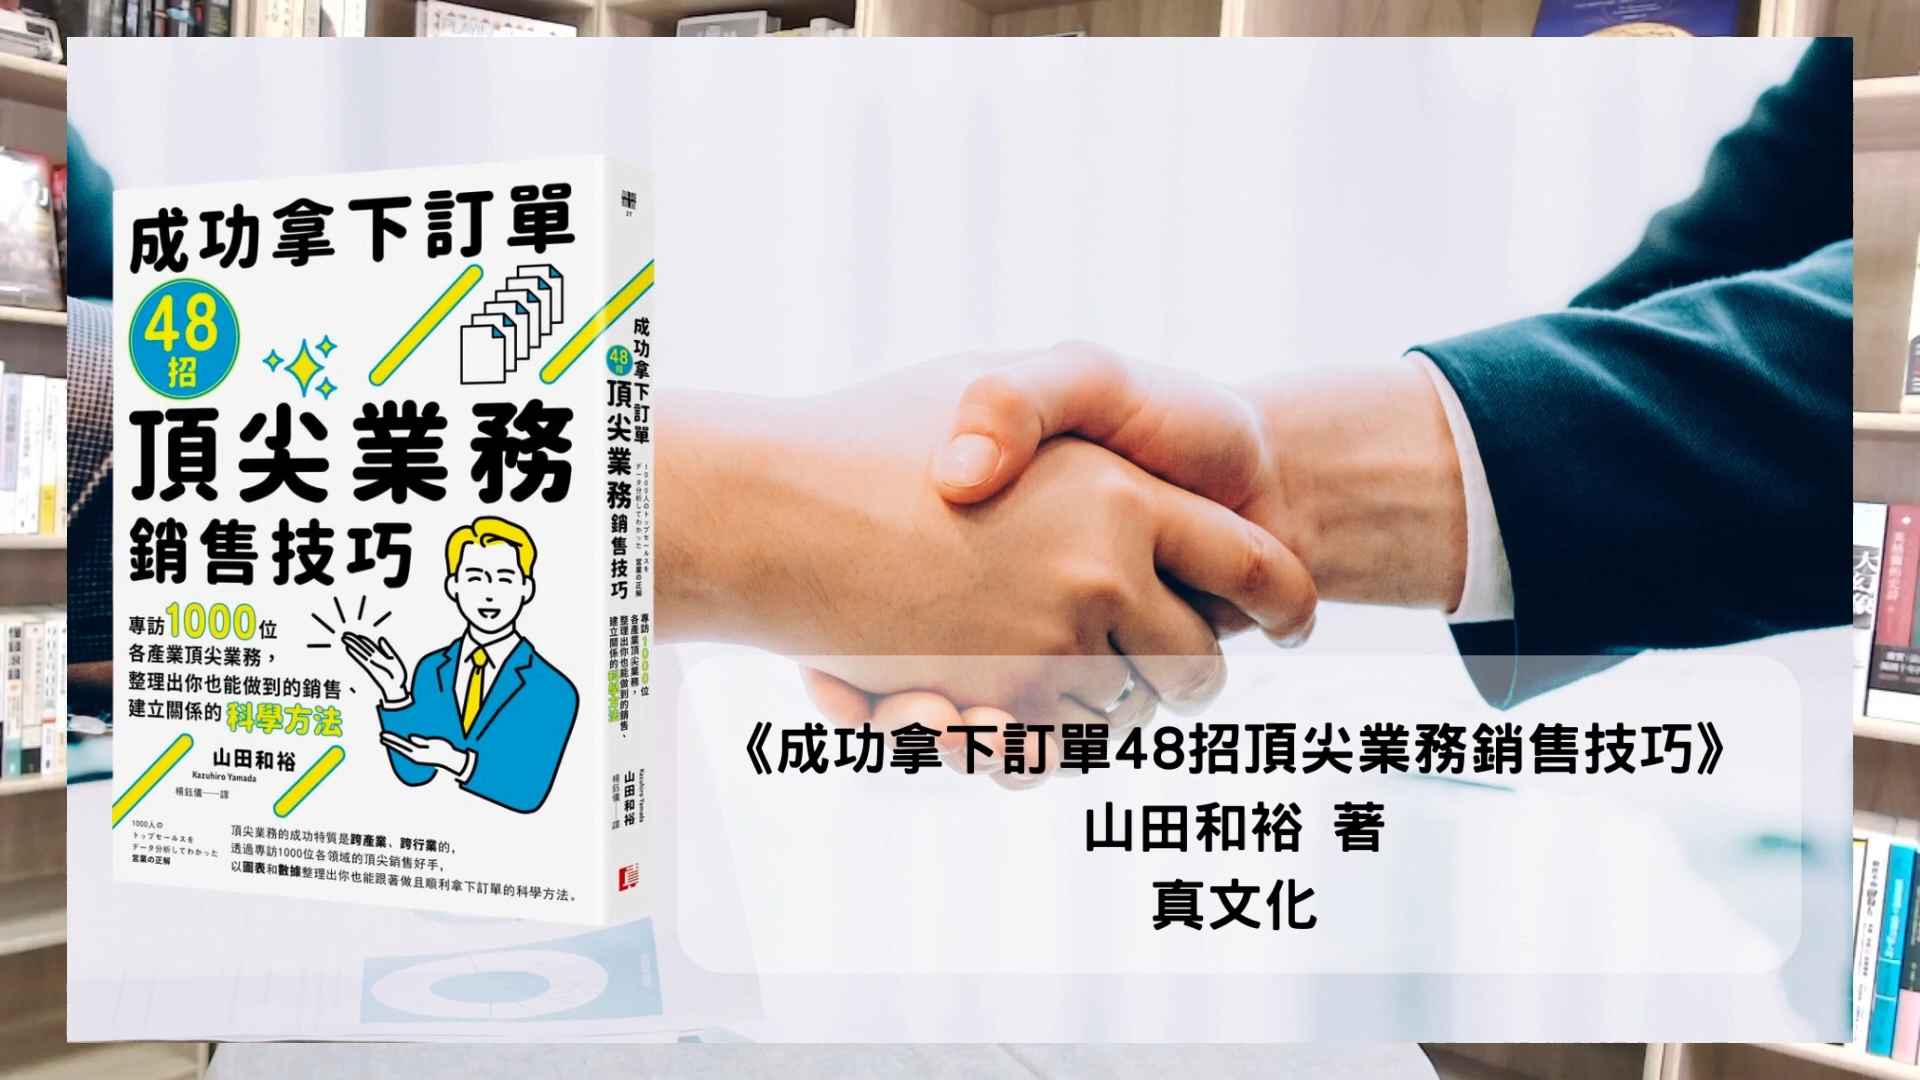 成功拿下訂單
48
招
頂尖業務
銷售技巧
專訪1000位
各產業頂尖業務，
整理出你也能做到的銷售、
建立關係的科學方法
山田和裕
Kazuhiro Yamada
楊鈺儀──譯
1000人の
トップセールスを
データ分析してわかった
営業の正解
頂尖業務的成功特質是跨產業、跨行業的，
透過專訪1000位各領域的頂尖銷售好手，
以圖表和數據整理出你也能跟著做且順利拿下訂單的科學方法。
27
成功拿下訂單
48
招
頂尖業務銷售技巧
1000人のトップセールスを
データ分析してわかった 営業の正解
專訪1000位
各產業頂尖業務，
整理出你也能做到的銷售、
建立關係的科學方法
Kazuhiro Yamada
山田和裕
楊鈺儀──譯
《成功拿下訂單48招頂尖業務銷售技巧》
山田和裕 著
真文化